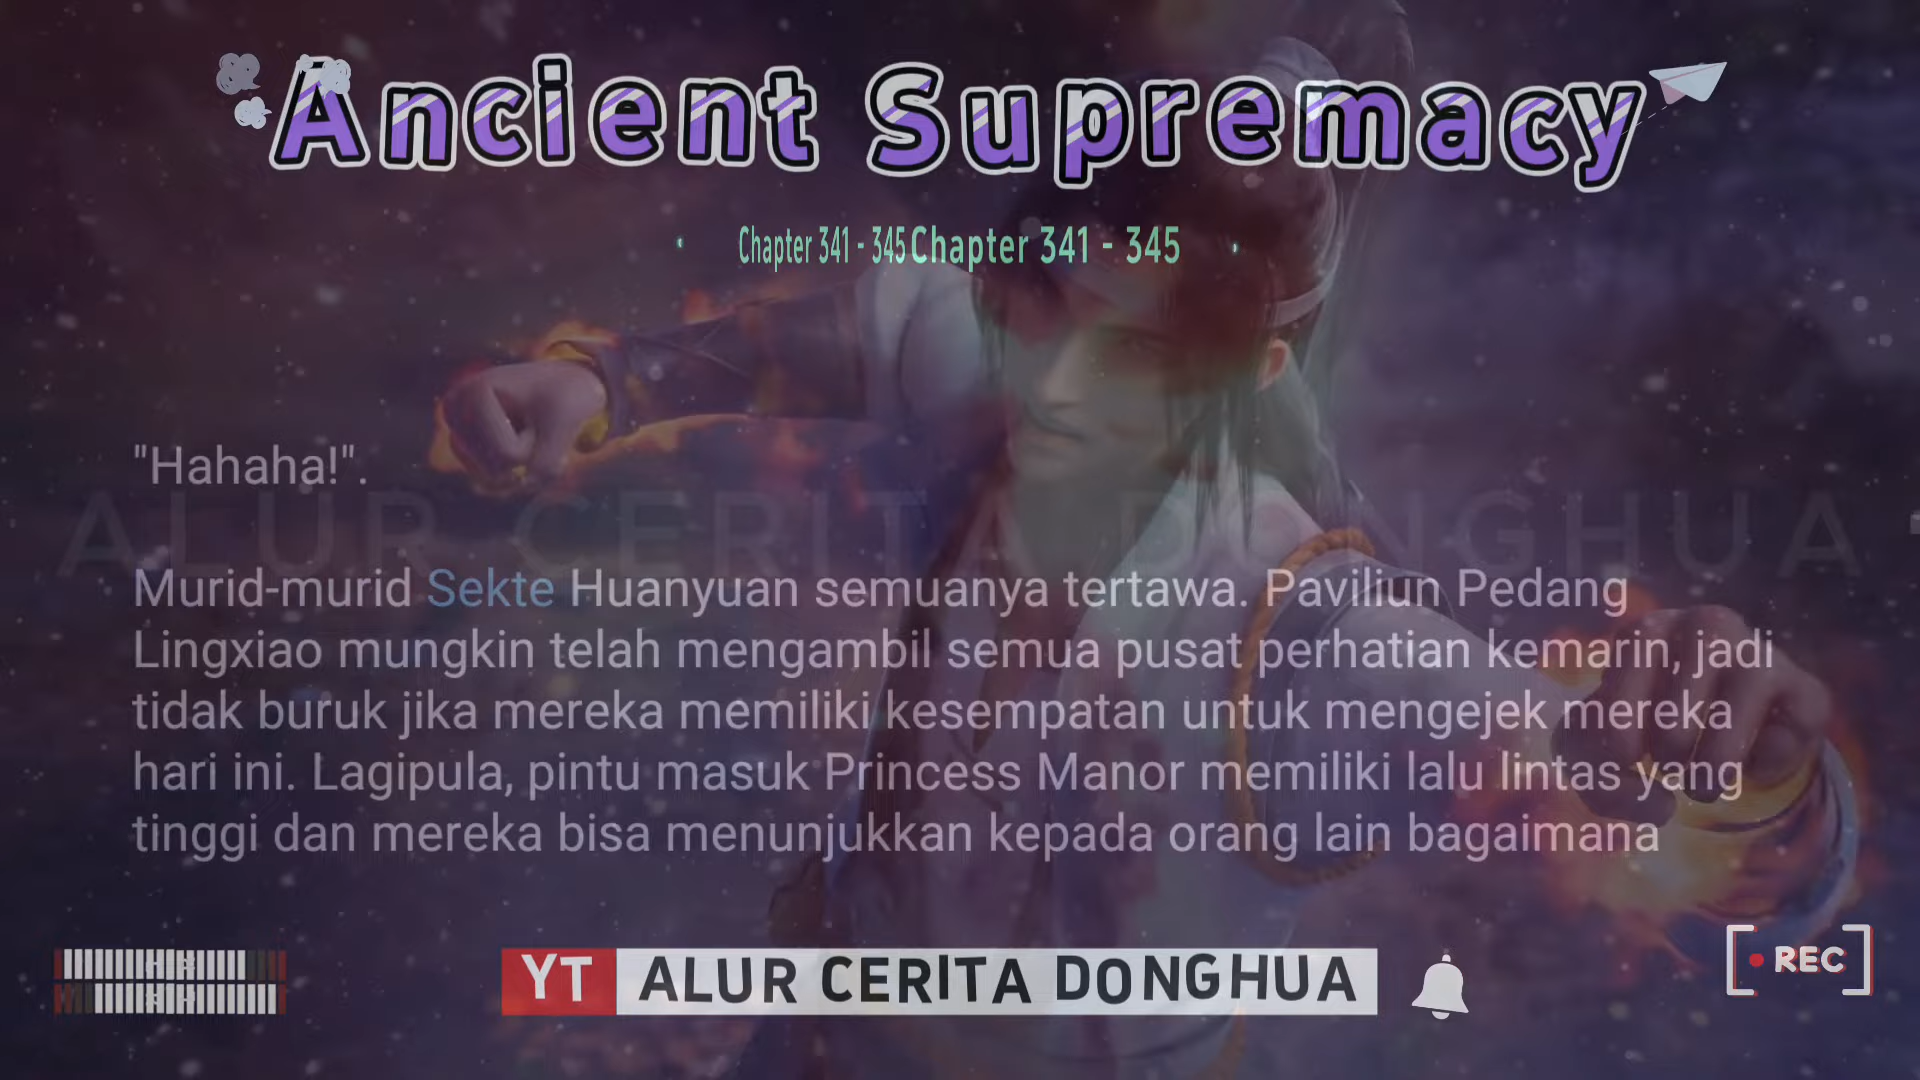 Ancient Supremacy
Chapter 341 - 345 Chapter 341 - 345
"Hahaha!".
ALUR CERITA DONGHUA
Murid-murid Sekte Huanyuan semuanya tertawa. Paviliun Pedang
Lingxiao mungkin telah mengambil semua pusat perhatian kemarin, jadi
tidak buruk jika mereka memiliki kesempatan untuk mengejek mereka
hari ini. Lagipula, pintu masuk Princess Manor memiliki lalu lintas yang
tinggi dan mereka bisa menunjukkan kepada orang lain bagaimana
YT ALUR CERITA DONGHUA
REC